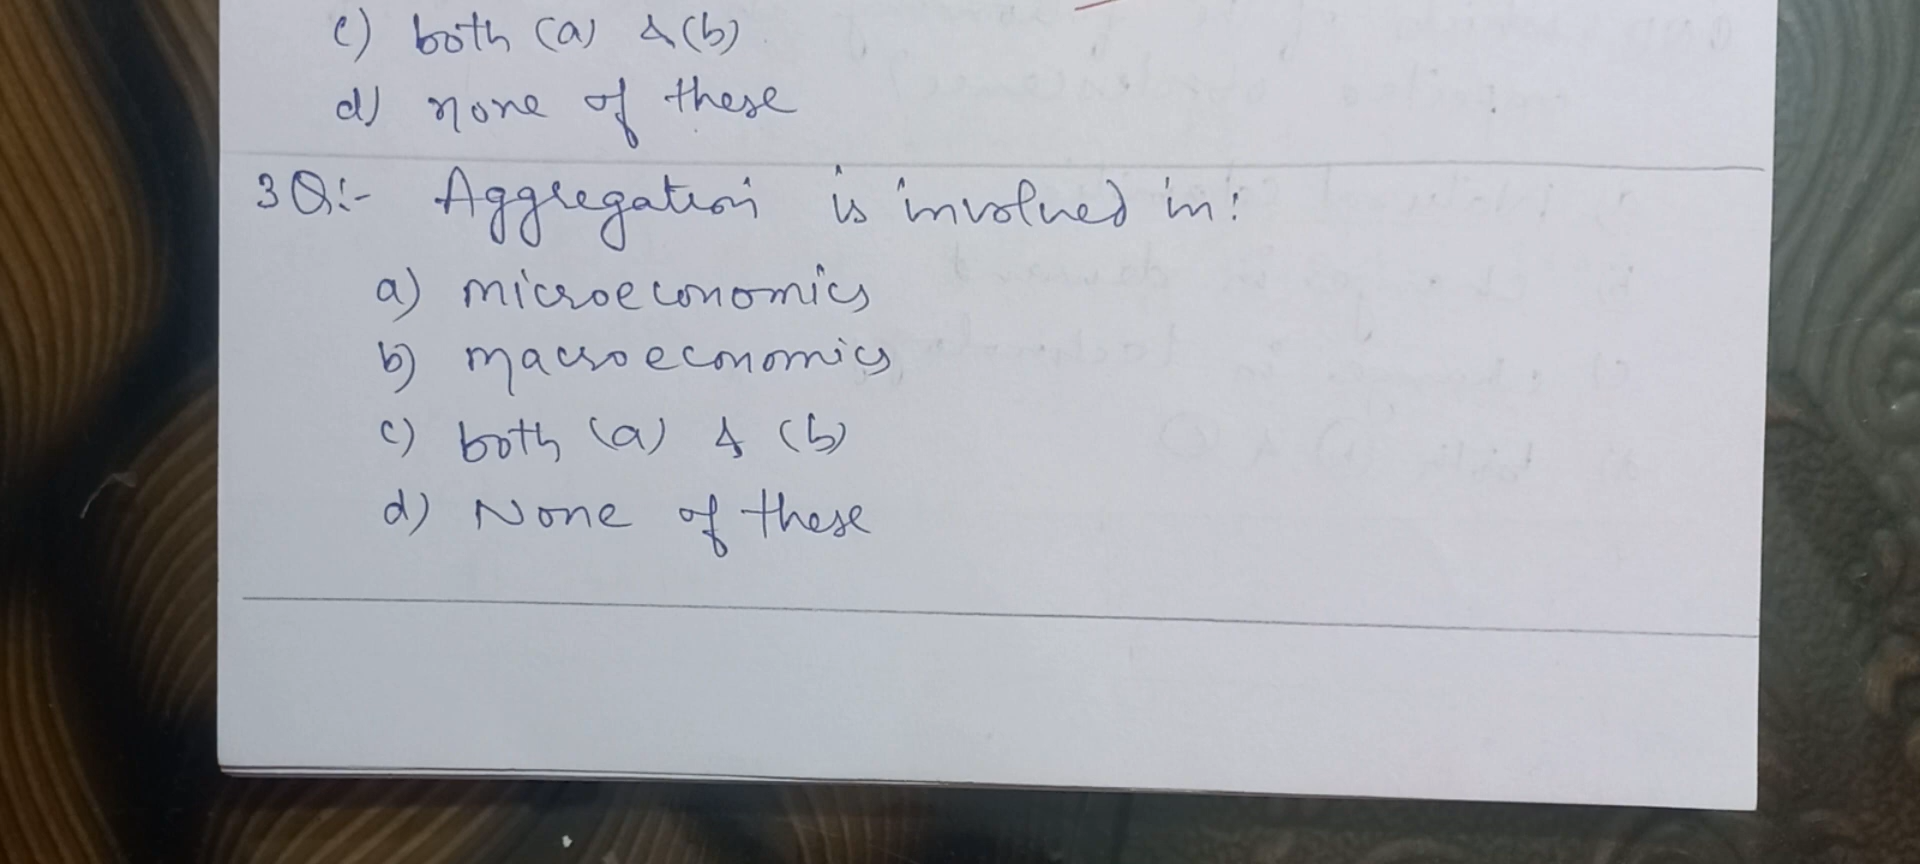 c) both (a) & (b)
d) none of these
3Q:- Aggregation is involved in:
a) microeconomics
b) macroeconomics
c) both (a) & (b)
d) None of these